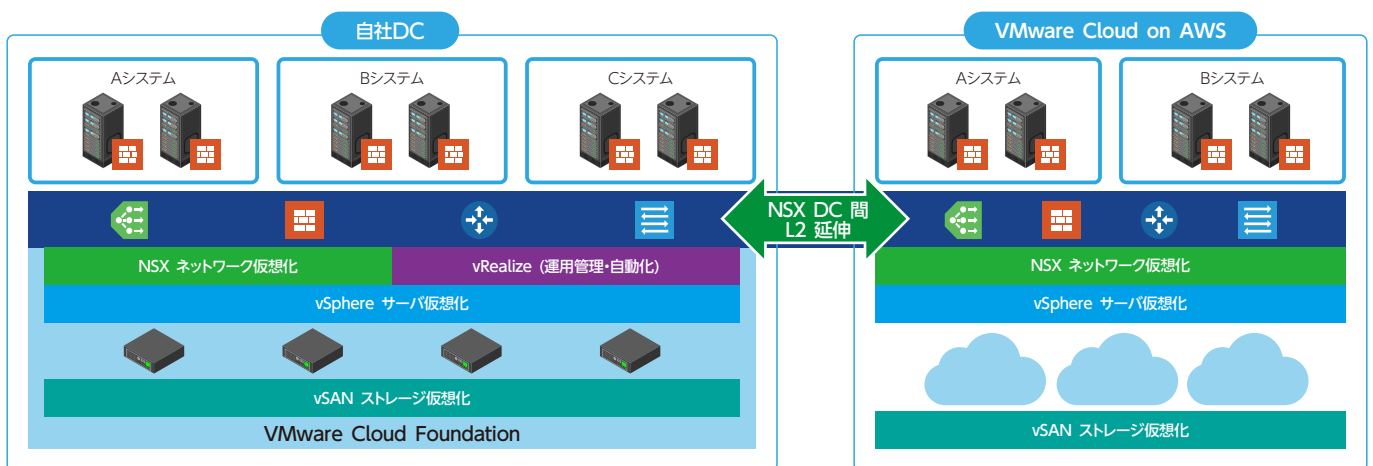 自社DC
Aシステム
Bシステム
Cシステム
NSX ネットワーク仮想化
vRealize (運用管理・自動化)
vSphere サーバ仮想化
vSAN ストレージ仮想化
VMware Cloud Foundation
NSX DC 間
L2 延伸
VMware Cloud on AWS
Aシステム
Bシステム
NSX ネットワーク仮想化
vSphere サーバ仮想化
vSAN ストレージ仮想化